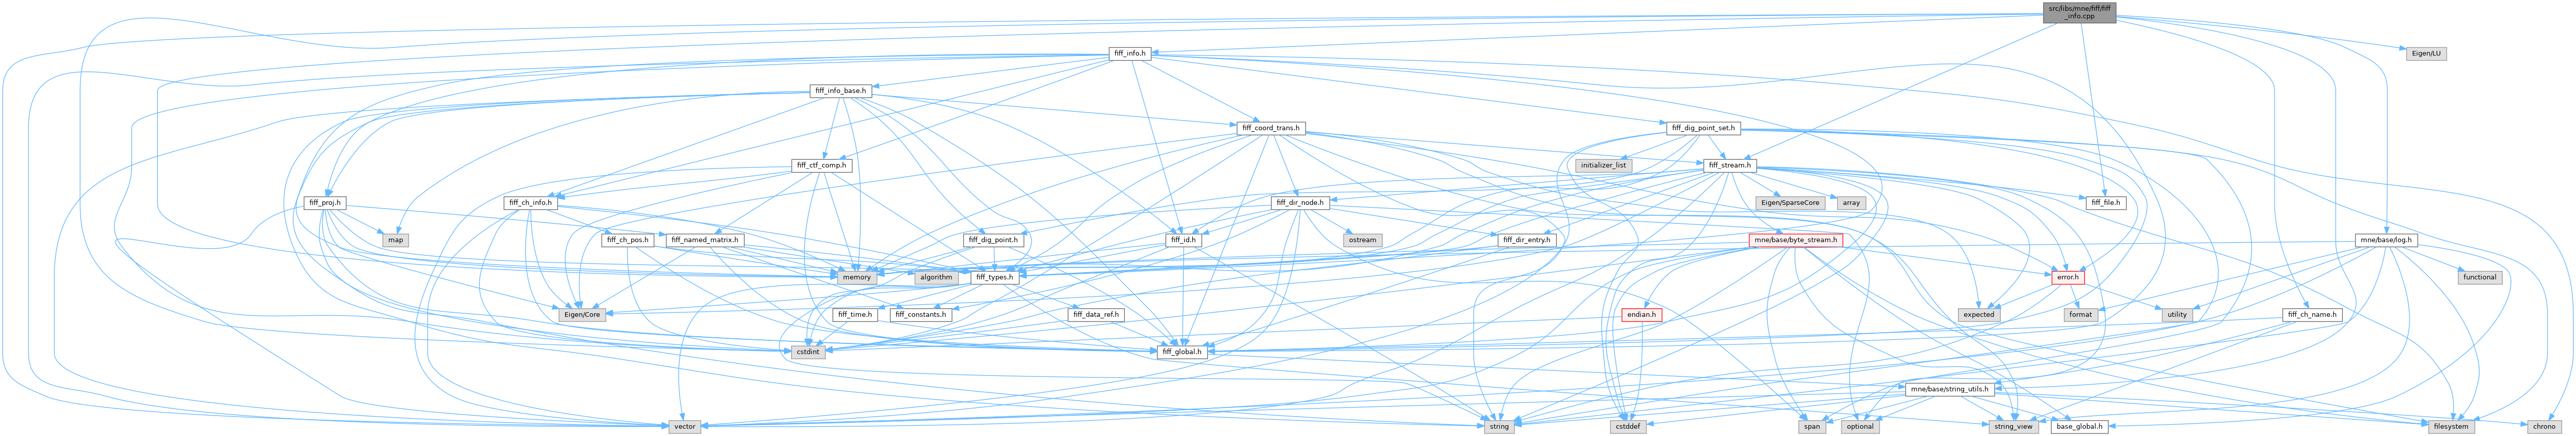 src/libs/mne/fiff/fiff
_info.cpp
fiff_info.h
Eigen/LU
fiff_info_base.h
fiff_coord_trans.h
fiff_dig_point_set.h
fiff_ctf_comp.h
initializer_list
fiff_stream.h
fiff_proj.h
fiff_ch_info.h
fiff_dir_node.h
Eigen/SparseCore
array
fiff_file.h
map
fiff_ch_pos.h
fiff_named_matrix.h
fiff_dig_point.h
fiff_id.h
ostream
fiff_dir_entry.h
mne/base/byte_stream.h
mne/base/log.h
memory
algorithm
fiff_types.h
error.h
functional
Eigen/Core
fiff_time.h
fiff_constants.h
fiff_data_ref.h
endian.h
expected
format
utility
fiff_ch_name.h
cstdint
fiff_global.h
mne/base/string_utils.h
vector
string
cstddef
span
optional
string_view
base_global.h
filesystem
chrono